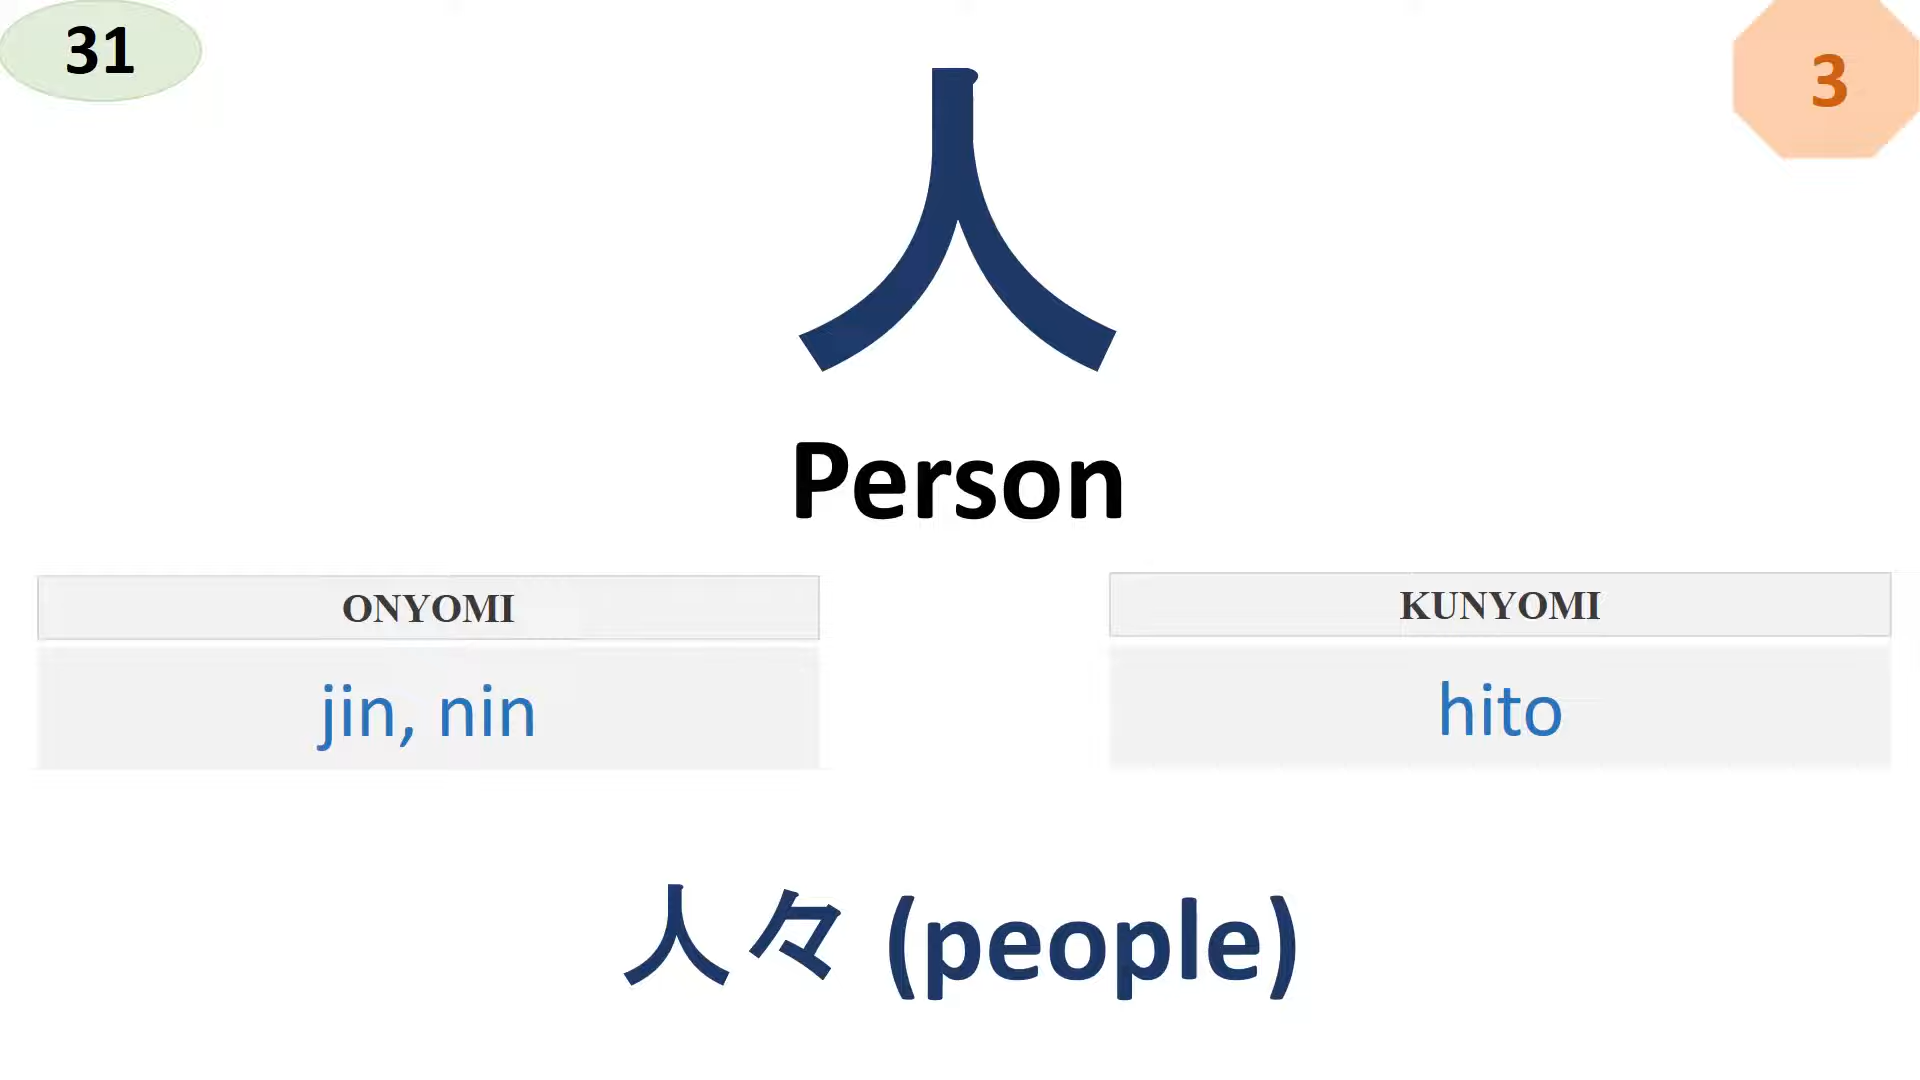 31
3
人
Person
ONYOMI
KUNYOMI
jin, nin
hito
人々 (people)